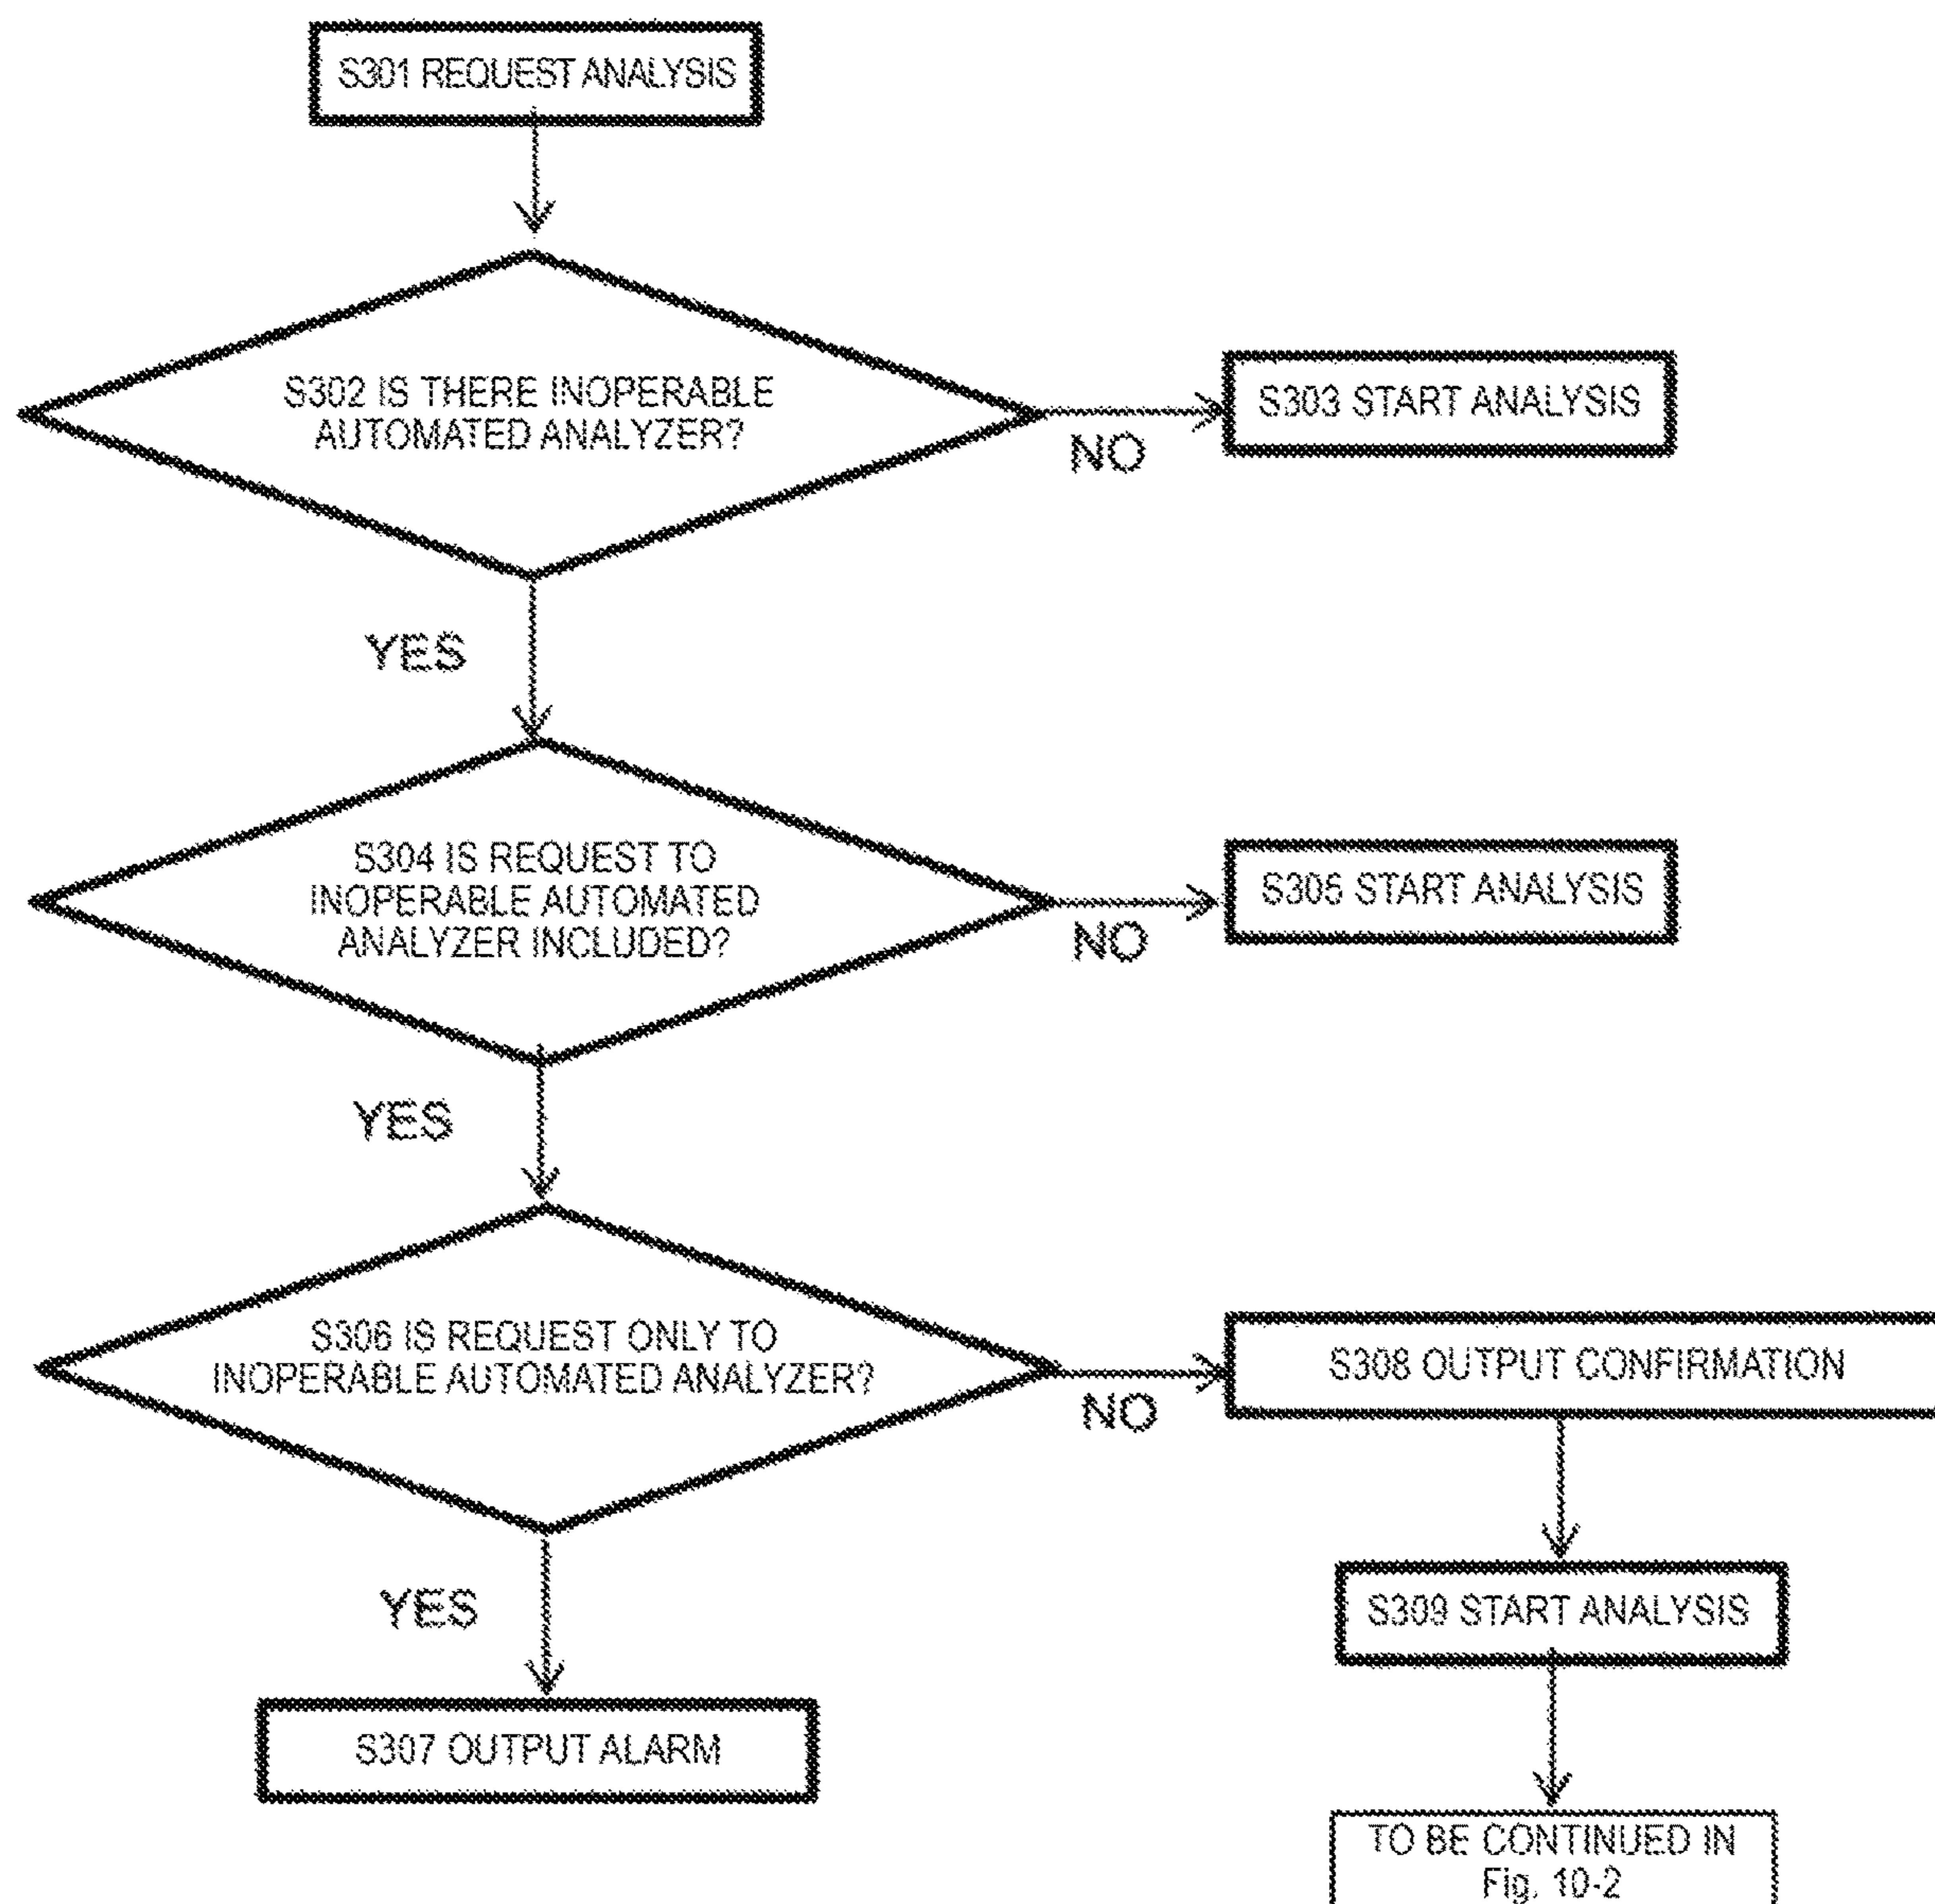 S301 REQUEST ANALYSIS
S302 IS THERE INOPERABLE
AUTOMATED ANALYZER?
NO
S303 START ANALYSIS
YES
S304 IS REQUEST TO
INOPERABLE AUTOMATED
ANALYZER INCLUDED?
NO
S305 START ANALYSIS
YES
S306 IS REQUEST ONLY TO
INOPERABLE AUTOMATED ANALYZER?
NO
S308 OUTPUT CONFIRMATION
YES
S309 START ANALYSIS
S307 OUTPUT ALARM
TO BE CONTINUED IN
Fig. 10-2